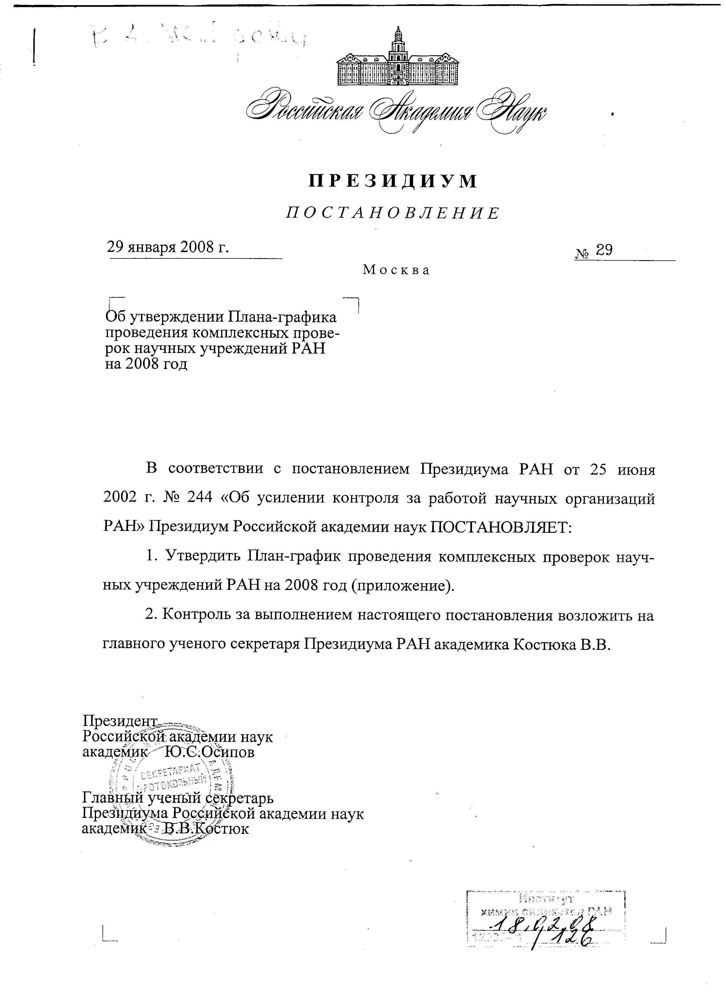 Российская Академия Наук
ПРЕЗИДИУМ
ПОСТАНОВЛЕНИЕ
29 января 2008 г.
№ 29
Москва
Об утверждении Плана-графика
проведения комплексных прове-
рок научных учреждений РАН
на 2008 год
В соответствии с постановлением Президиума РАН от 25 июня
2002 г. № 244 «Об усилении контроля за работой научных организаций
РАН» Президиум Российской академии наук ПОСТАНОВЛЯЕТ:
1. Утвердить План-график проведения комплексных проверок науч-
ных учреждений РАН на 2008 год (приложение).
2. Контроль за выполнением настоящего постановления возложить на
главного ученого секретаря Президиума РАН академика Костюка В.В.
Президент
Российской академии наук
академик Ю.С.Осипов
СЕКРЕТАРИАТ
ПРОТОКОЛЬНЫЙ
Главный ученый секретарь
Президиума Российской академии наук
академик В.В.Костюк
Институт
химии силикатов РАН
18.02.08
126